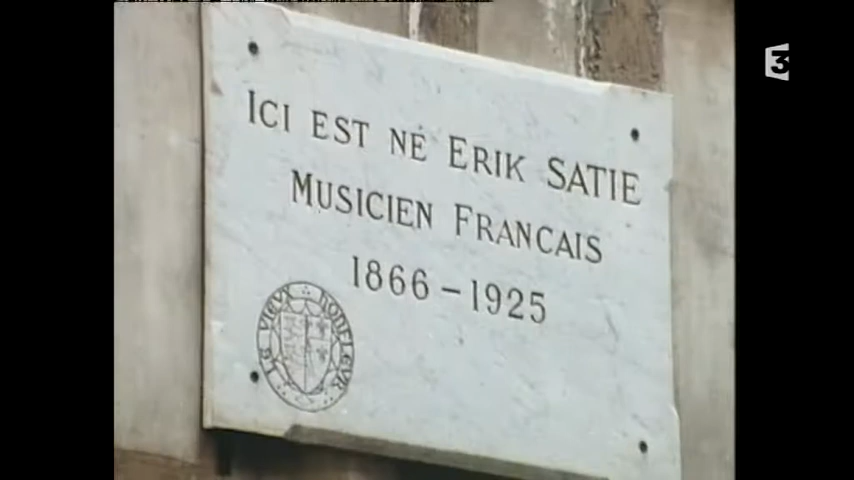 3
ICI EST NÉ ERIK SATIE
MUSICIEN FRANCAIS
1866-1925
LE VIEUX HONFLEUR